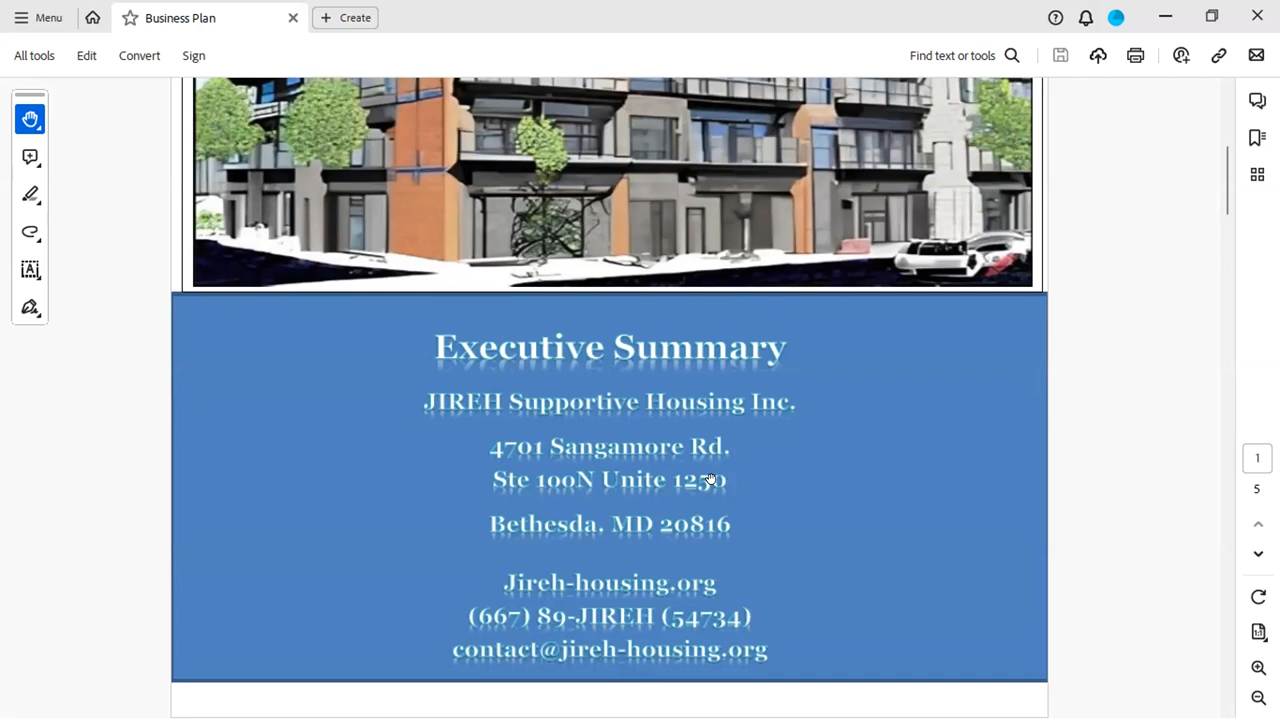 Menu
Business Plan
Create
All tools
Edit
Convert
Sign
Find text or tools
Executive Summary
JIREH Supportive Housing Inc.
4701 Sangamore Rd.
Ste 100N Unite 1250
Bethesda, MD 20816
Jireh-housing.org
(667) 89-JIREH (54734)
contact@jireh-housing.org
1
5